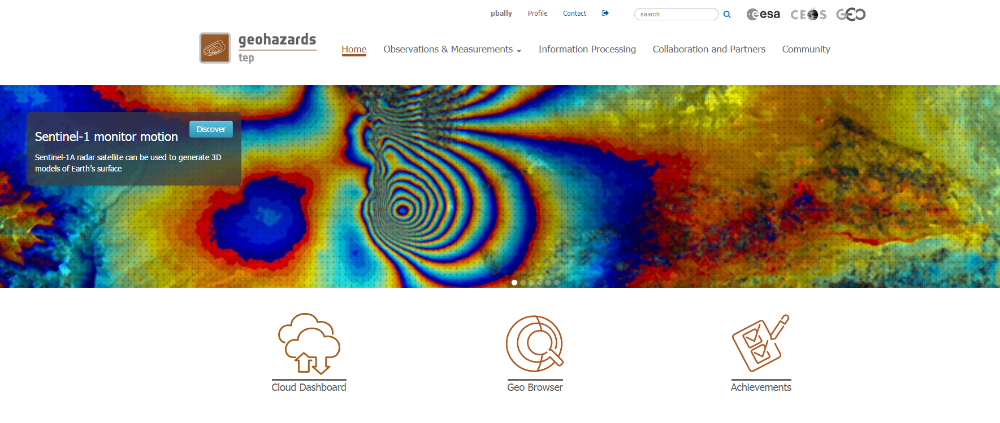 pbally Profile Contact search esa CEOS GEO
geohazards
tep
Home Observations & Measurements Information Processing Collaboration and Partners Community
Discover
Sentinel-1 monitor motion
Sentinel-1A radar satellite can be used to generate 3D
models of Earth's surface
Cloud Dashboard Geo Browser Achievements